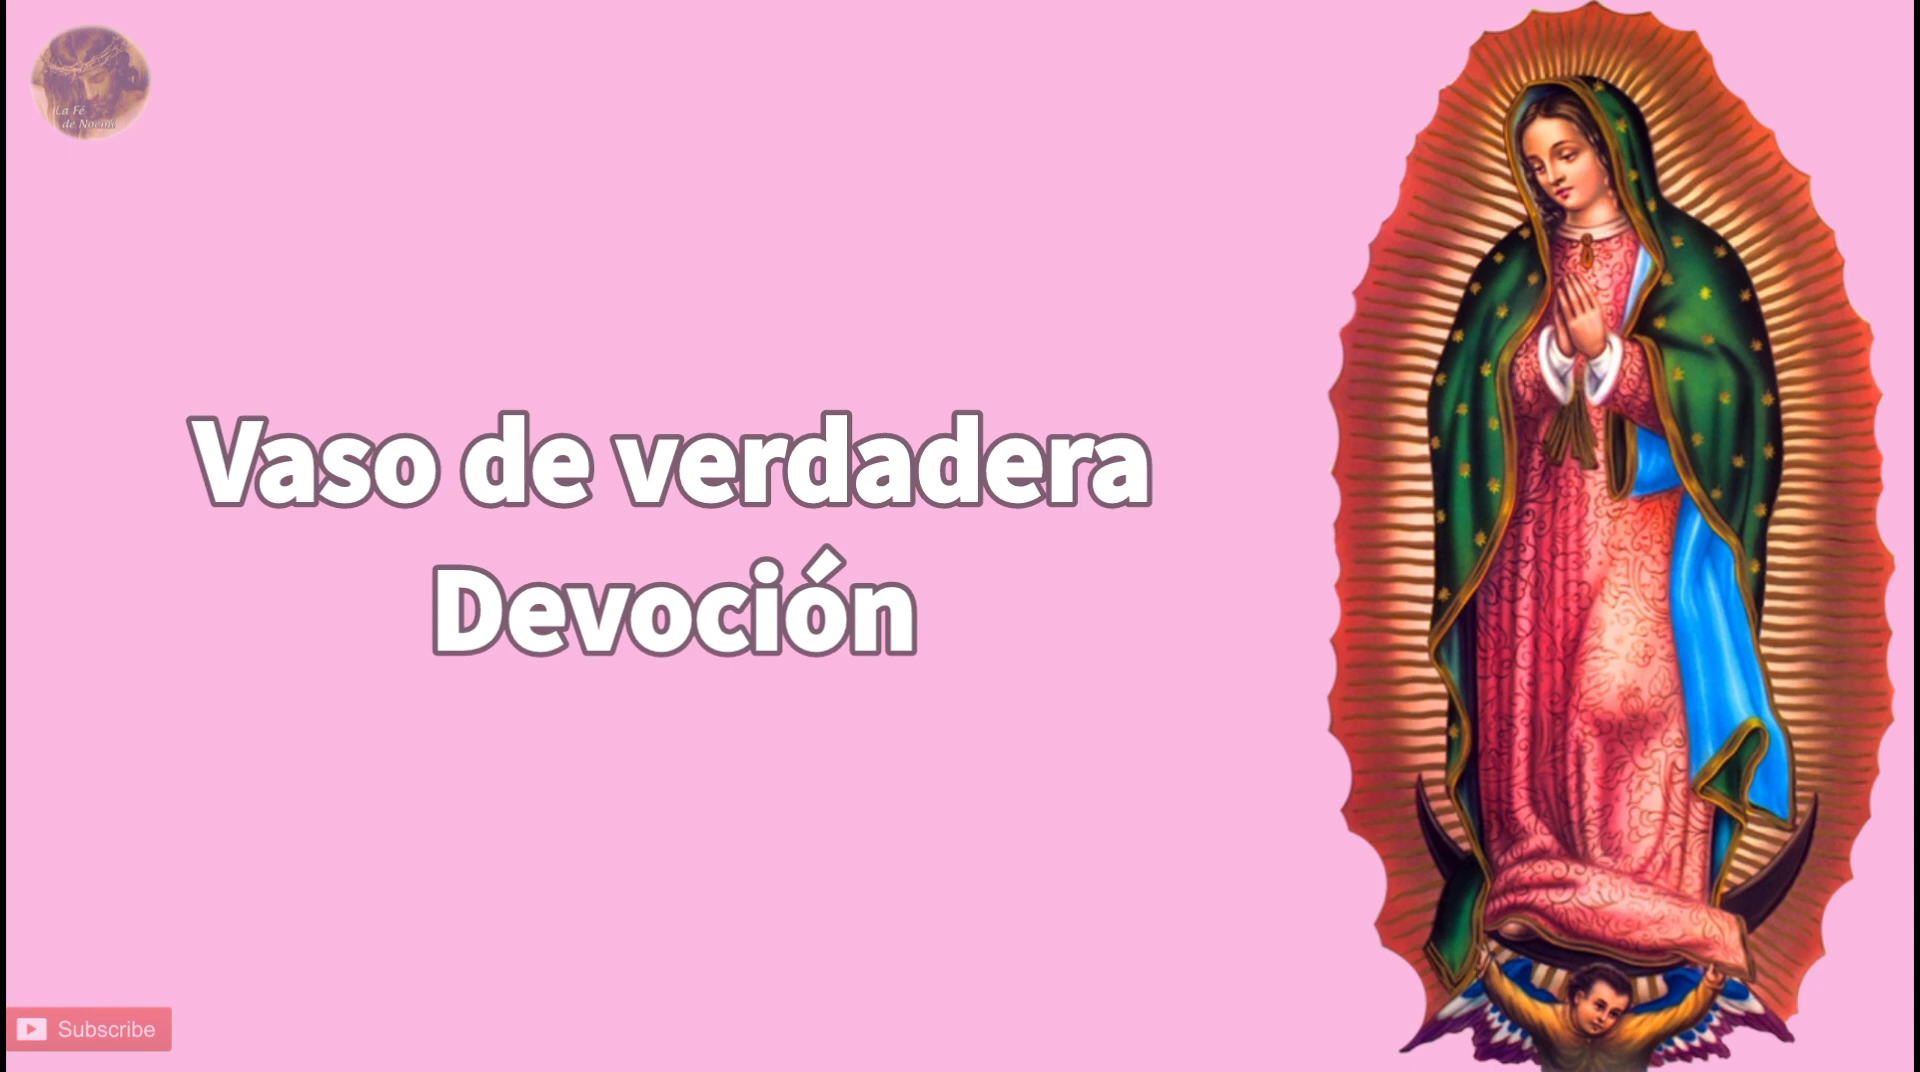 La Fé
de Noemí
Vaso de verdadera
Devoción
Subscribe